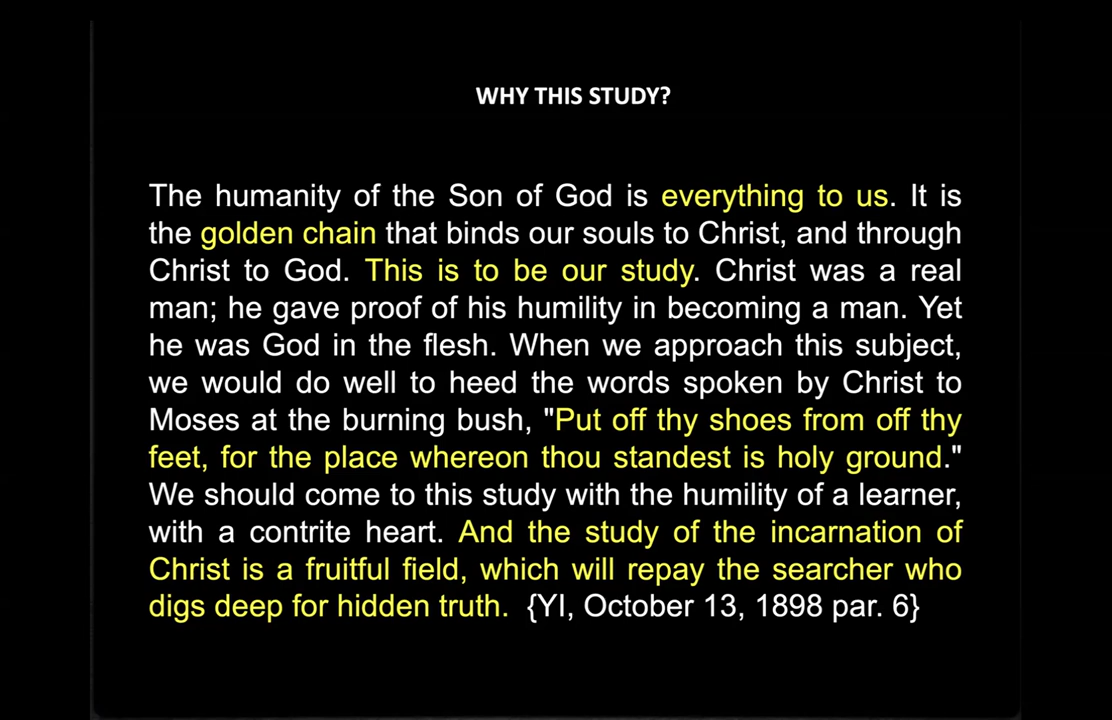 WHY THIS STUDY?
The humanity of the Son of God is everything to us. It is
the golden chain that binds our souls to Christ, and through
Christ to God. This is to be our study. Christ was a real
man; he gave proof of his humility in becoming a man. Yet
he was God in the flesh. When we approach this subject,
we would do well to heed the words spoken by Christ to
Moses at the burning bush, "Put off thy shoes from off thy
feet, for the place whereon thou standest is holy ground."
We should come to this study with the humility of a learner,
with a contrite heart. And the study of the incarnation of
Christ is a fruitful field, which will repay the searcher who
digs deep for hidden truth. {YI, October 13, 1898 par. 6}